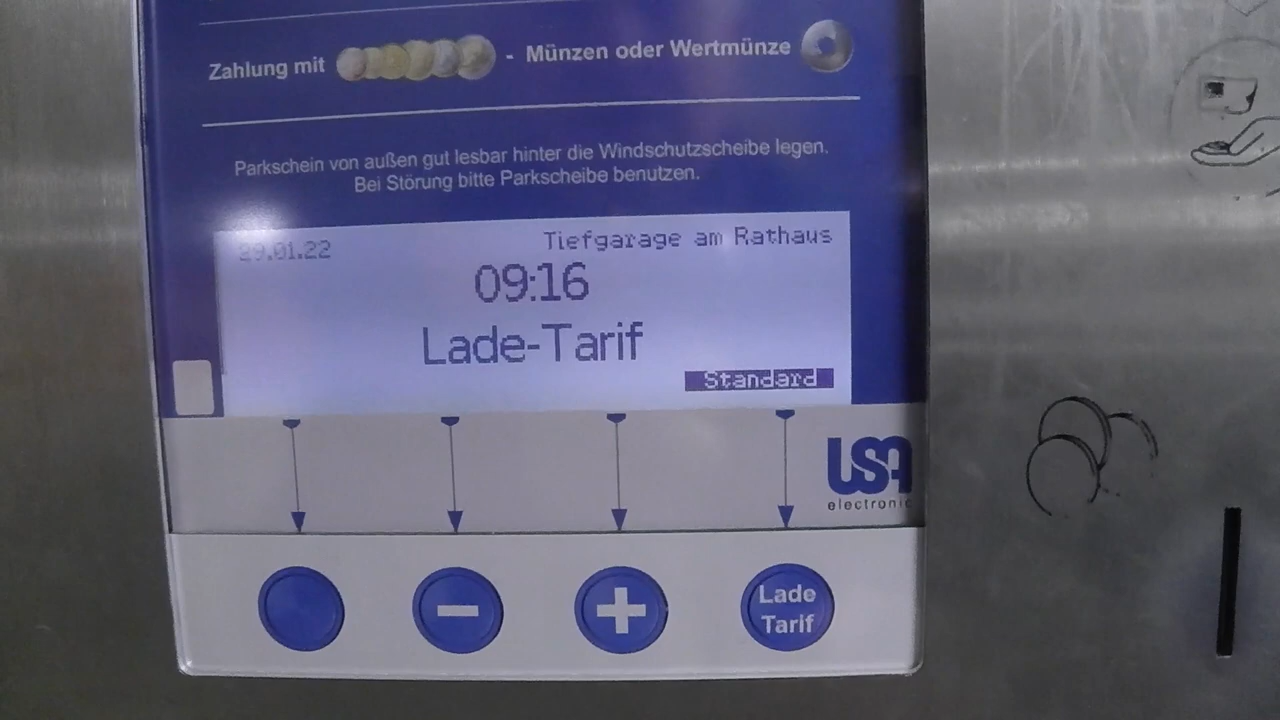 Zahlung mit - Münzen oder Wertmünze
Parkschein von außen gut lesbar hinter die Windschutzscheibe legen.
Bei Störung bitte Parkscheibe benutzen.
29.01.22 Tiefgarage am Rathaus
09:16
Lade-Tarif
Standard
USA
electronic
Lade
Tarif